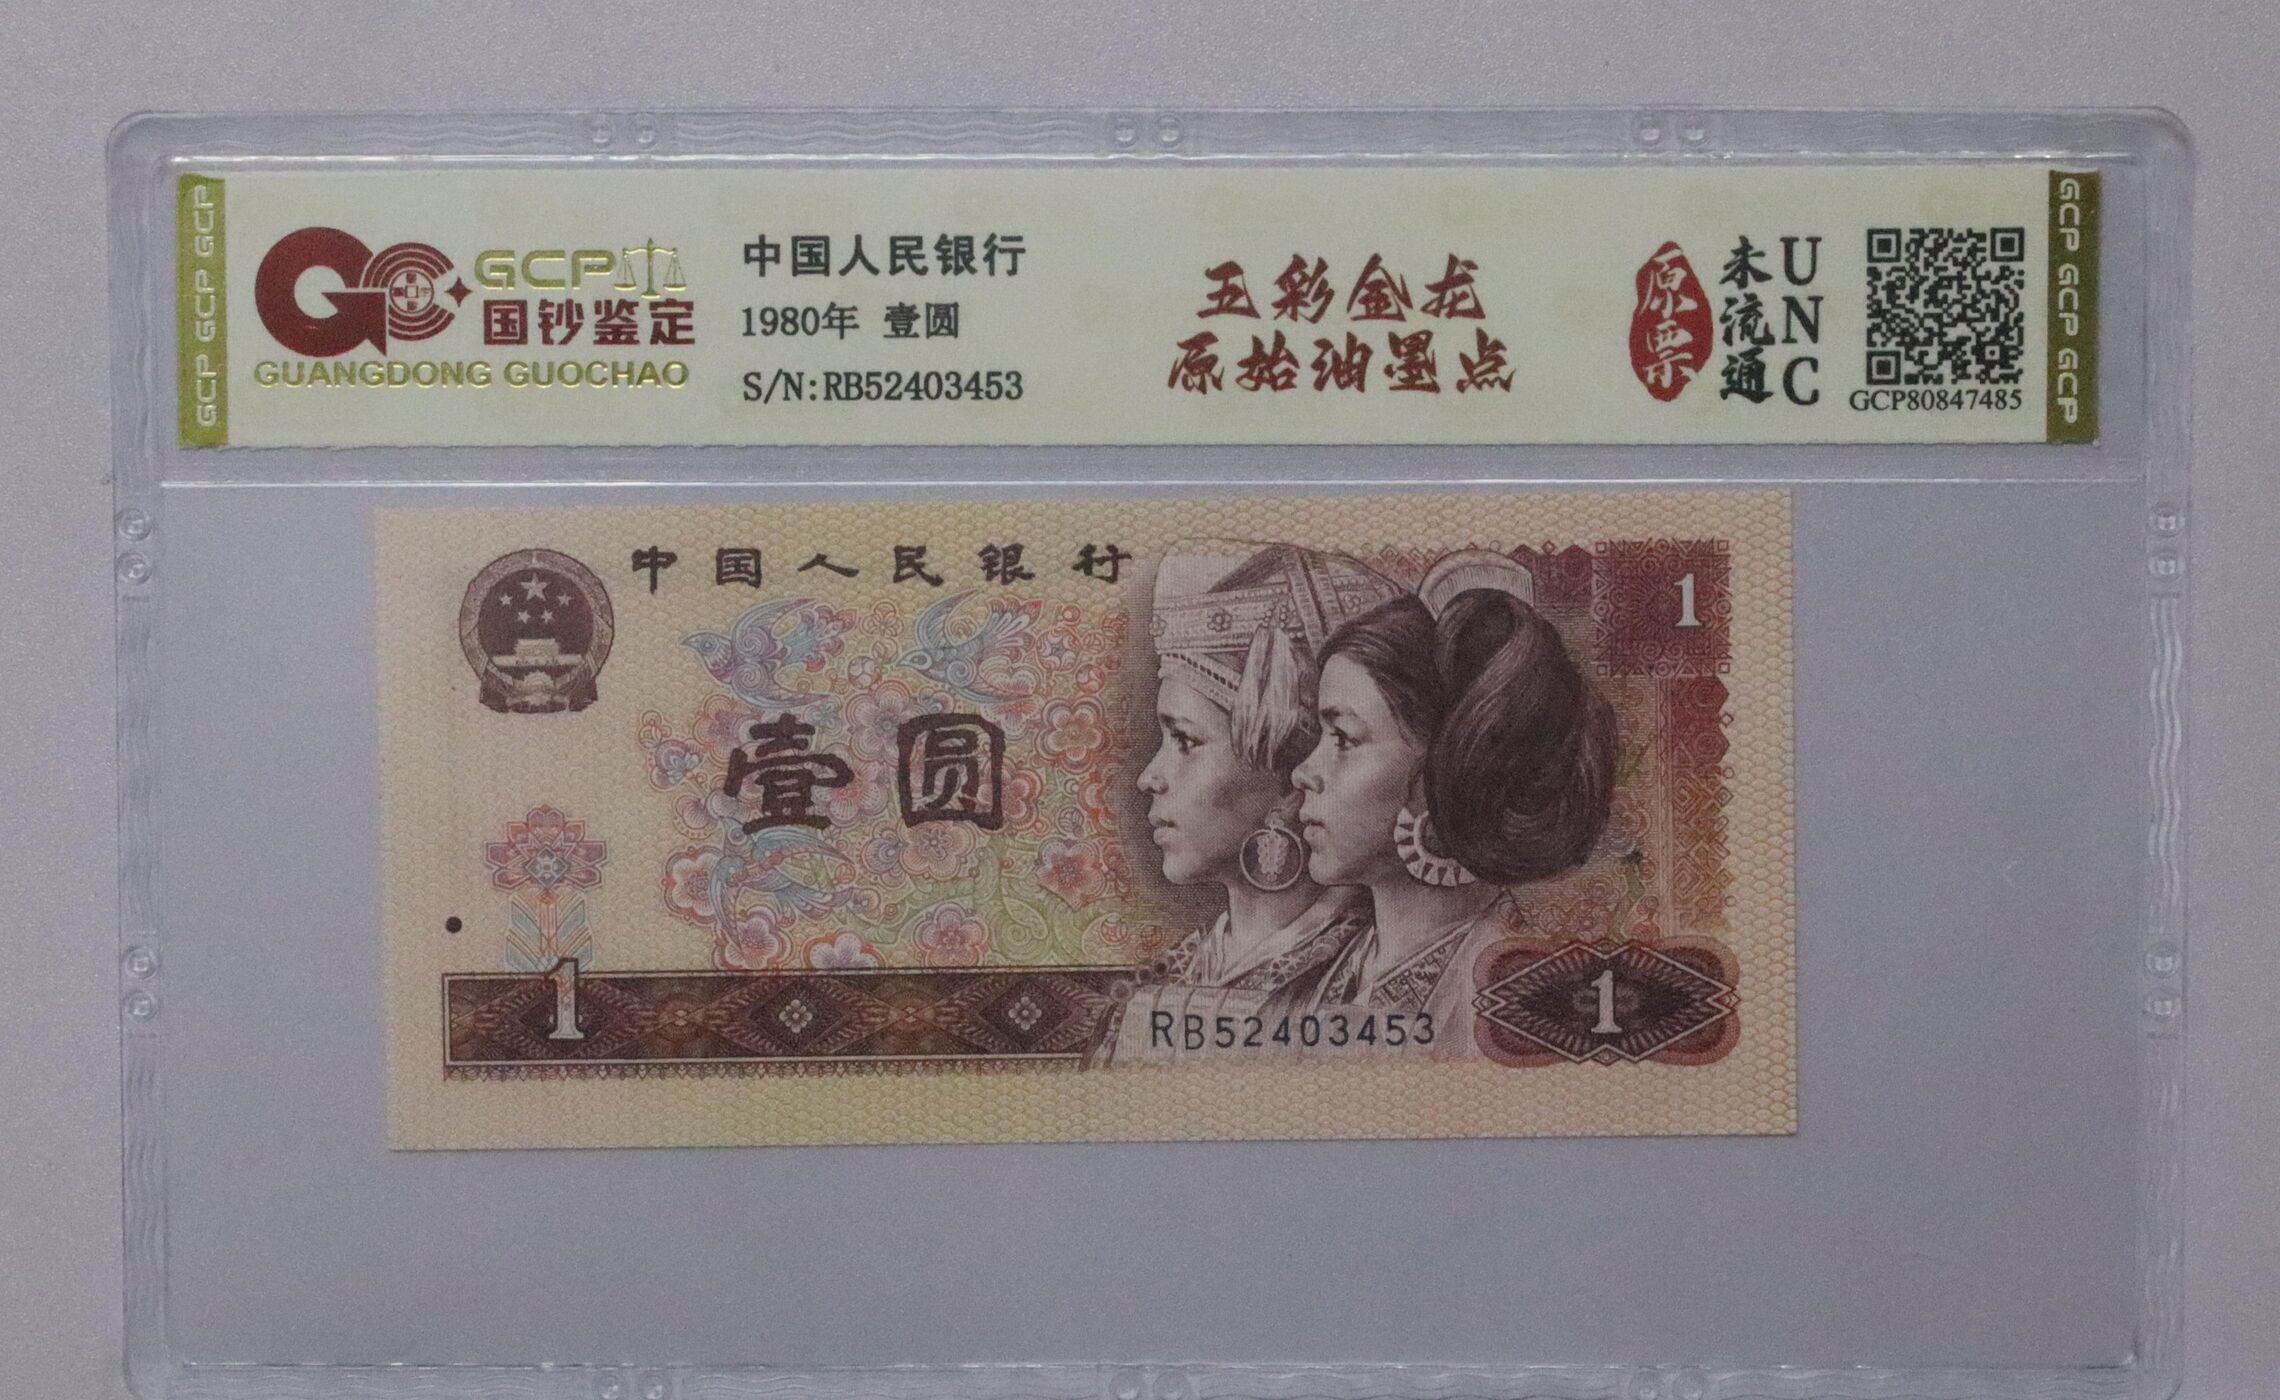 GCP GCP GCP
GCP
国钞鉴定
GUANGDONG GUOCHAO
中国人民银行
1980年 壹圆
S/N:RB52403453
五彩金龙
原始油墨点
原票
未流通
UNC
GCP80847485
GCP GCP GCP
中国人民银行
1
壹圆
1
RB52403453
1